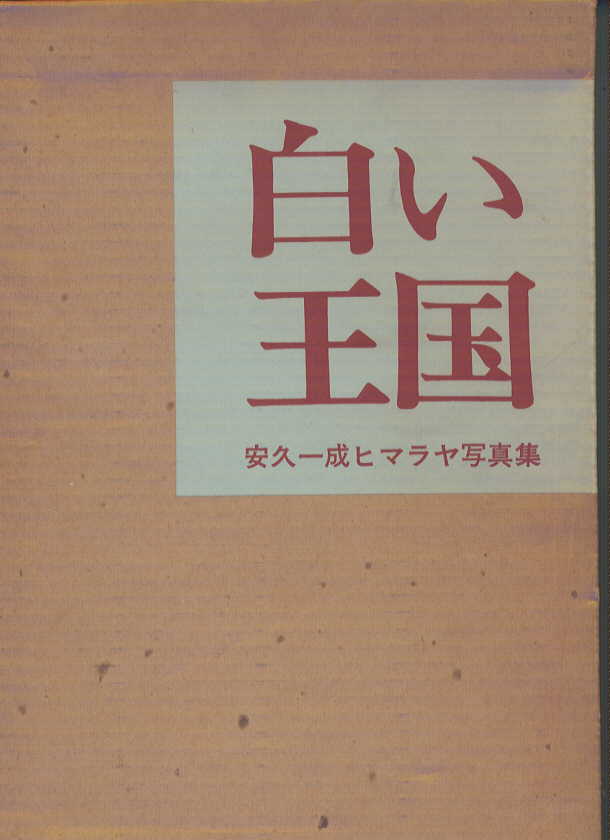 白い
王国
安久一成ヒマラヤ写真集